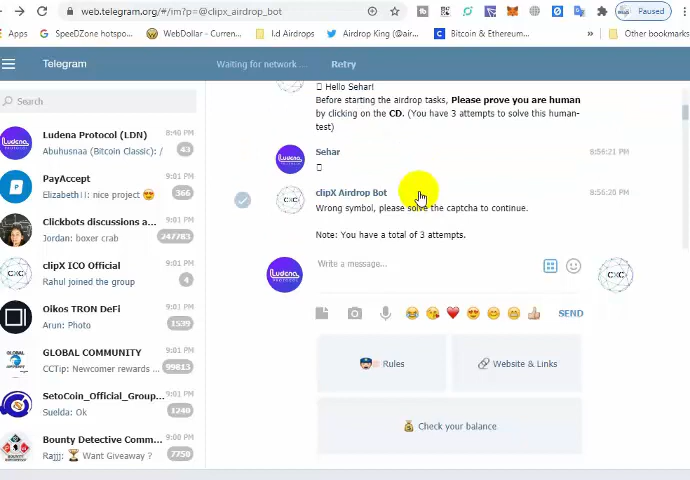 web.telegram.org/#/im?p=@clipx_airdrop_bot
Paused
Apps
SpeedZone hotspo...
WebDollar - Curren...
I.d Airdrops
Airdrop King (@air...
Bitcoin & Ethereum...
»
Other bookmarks
Telegram
Waiting for network...
Retry
Search
Ludena Protocol (LDN) 8:46 PM
Abuhusnaa (Bitcoin Classic): / 43
PayAccept 9:01 PM
Elizabeth: nice project 😍 366
Clickbots discussions a... 9:01 PM
Jordan: boxer crab 247783
clipX ICO Official 9:01 PM
Rahul joined the group 4
Oikos TRON DeFi 9:01 PM
Arun: Photo 1539
GLOBAL COMMUNITY 9:01 PM
CCTip: Newcomer rewards ... 99813
SetoCoin_Official_Group... 9:01 PM
Suelda: Ok 1240
Bounty Detective Comm... 9:00 PM
Rajjj: ⏳ Want Giveaway ? 7750
Hello Sehar!
Before starting the airdrop tasks, Please prove you are human
by clicking on the CD. (You have 3 attempts to solve this human-
test)
Sehar 8:56:21 PM
clipX Airdrop Bot 8:56:20 PM
Wrong symbol, please solve the captcha to continue.
Note: You have a total of 3 attempts.
Write a message...
SEND
Rules
Website & Links
Check your balance